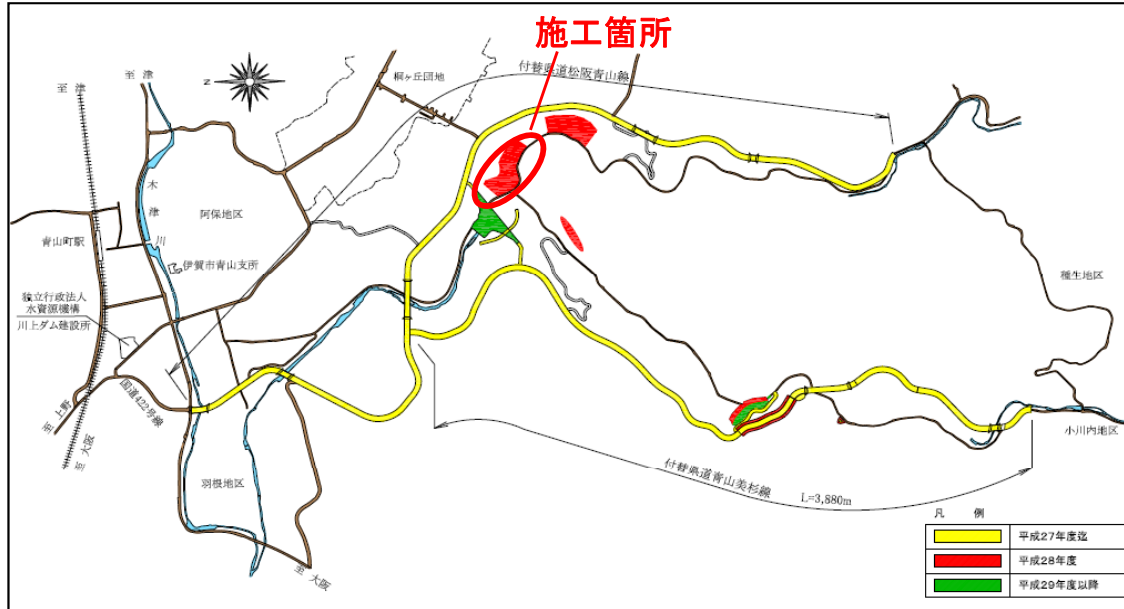 施工箇所
付替県道松阪青山線
桐ヶ丘団地
至 津
至 津
N
木津川
阿保地区
青山町駅
伊賀市青山支所
独立行政法人
水資源機構
川上ダム建設所
国道422号線
至 上野
至 大阪
羽根地区
至 大阪
種生地区
小川内地区
付替県道青山美杉線
L=3,880m
凡 例
平成27年度迄
平成28年度
平成29年度以降